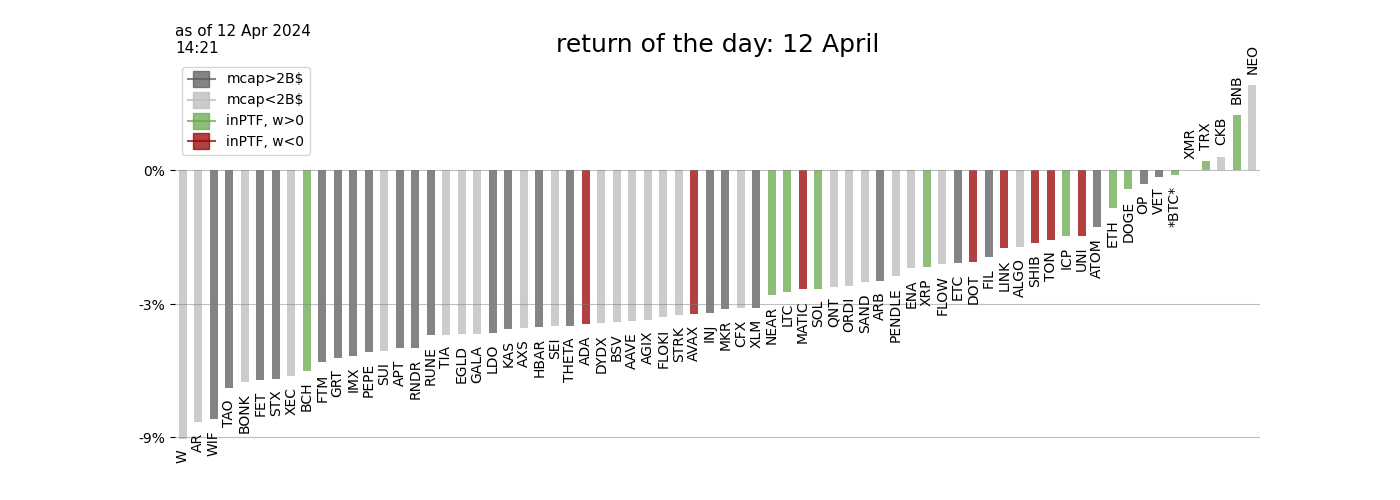 as of 12 Apr 2024
14:21
return of the day: 12 April
mcap>2B$
mcap<2B$
inPTF, w>0
inPTF, w<0
0%
-3%
-9%
W
AR
WIF
TAO
BONK
FET
STX
XEC
BCH
FTM
GRT
IMX
PEPE
SUI
APT
RNDR
RUNE
TIA
EGLD
GALA
LDO
KAS
AXS
HBAR
SEI
THETA
ADA
DYDX
BSV
AAVE
AGIX
FLOKI
STRK
AVAX
INJ
MKR
CFX
XLM
NEAR
LTC
MATIC
SOL
QNT
ORDI
SAND
ARB
PENDLE
ENA
XRP
FLOW
ETC
DOT
FIL
LINK
ALGO
SHIB
TON
ICP
UNI
ATOM
ETH
DOGE
OP
VET
*BTC*
XMR
TRX
CKB
BNB
NEO